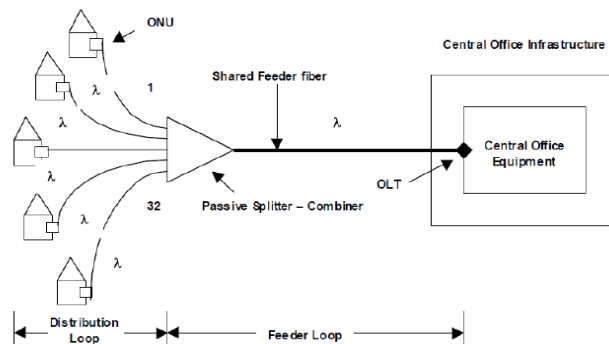 ONU
Central Office Infrastructure
λ
1
Shared Feeder fiber
λ
λ
λ
Central Office
Equipment
λ
OLT
32
Passive Splitter – Combiner
λ
λ
Distribution
Loop
Feeder Loop